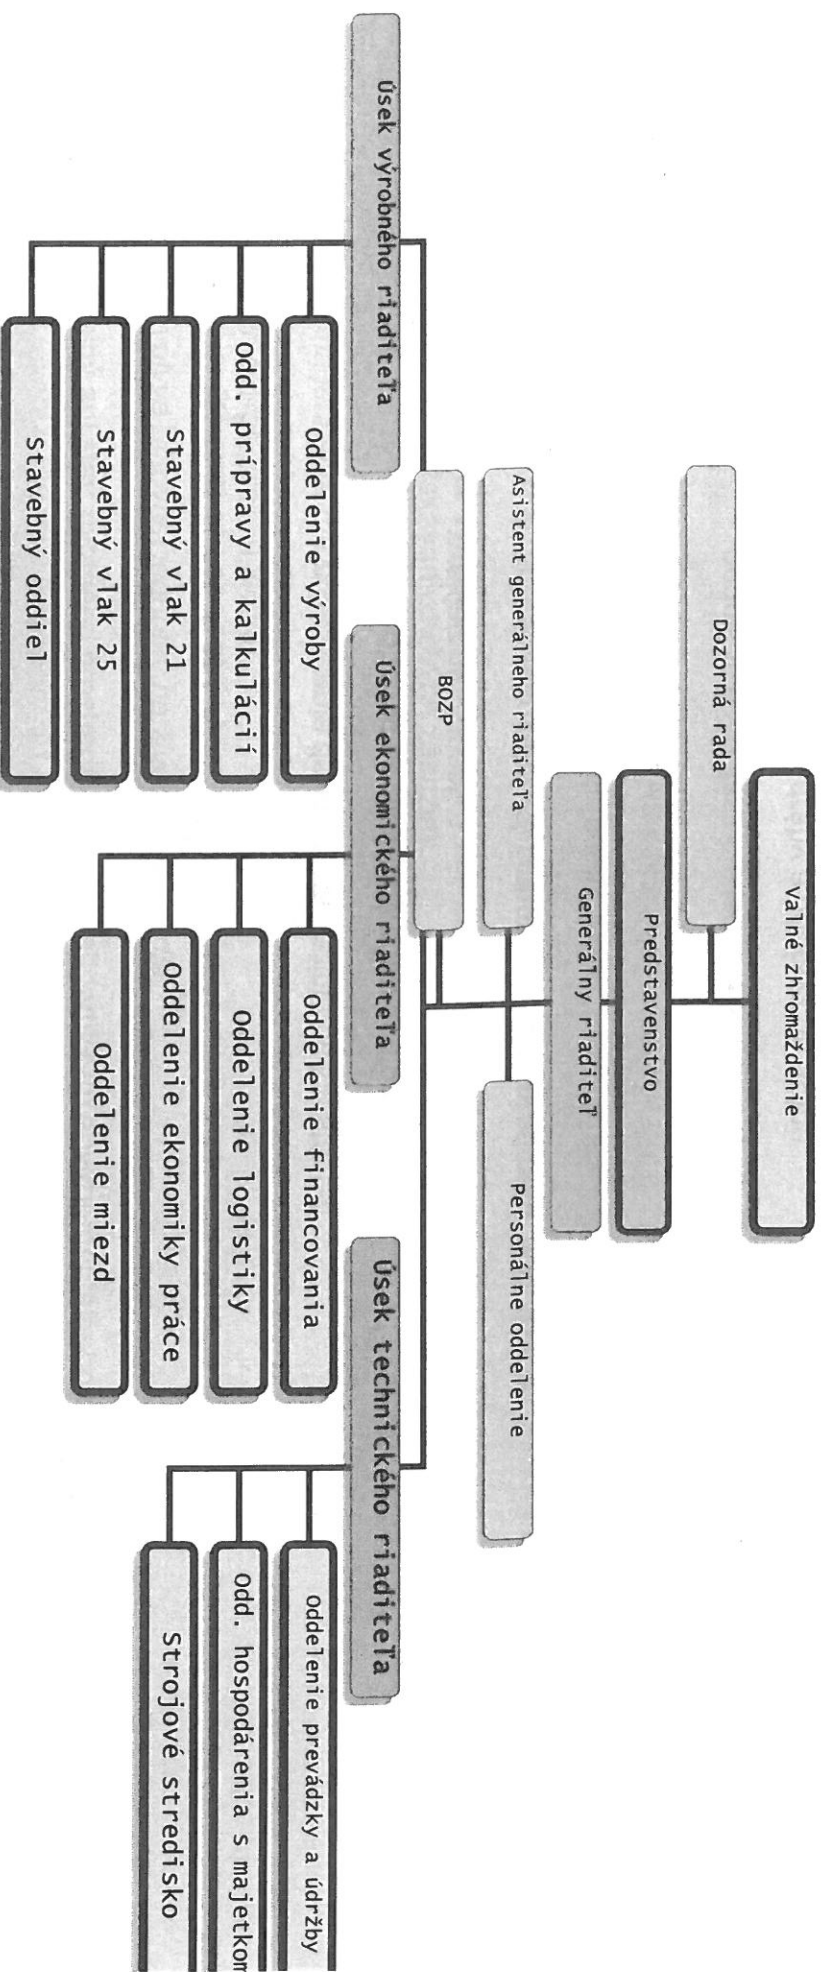 Valné zhromaždenie
Dozorná rada
Predstavenstvo
Generálny riaditeľ
Asistent generálneho riaditeľa
Personálne oddelenie
BOZP
Úsek výrobného riaditeľa
Oddelenie výroby
Odd. prípravy a kalkulácií
Stavebný vlak 21
Stavebný vlak 25
Stavebný oddiel
Úsek ekonomického riaditeľa
Oddelenie financovania
Oddelenie logistiky
Oddelenie ekonomiky práce
Oddelenie miezd
Úsek technického riaditeľa
Oddelenie prevádzky a údržby
Odd. hospodárenia s majetkom
Strojové stredisko